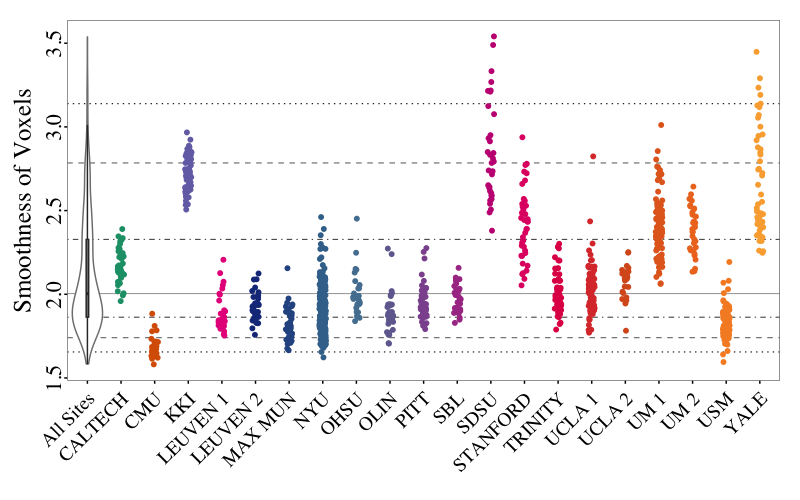 Smoothness of Voxels
3.5
3.0
2.5
2.0
1.5
All Sites
CALTECH
CMU
KKI
LEUVEN 1
LEUVEN 2
MAX MUN
NYU
OHSU
OLIN
PITT
SBL
SDSU
STANFORD
TRINITY
UCLA 1
UCLA 2
UM 1
UM 2
USM
YALE